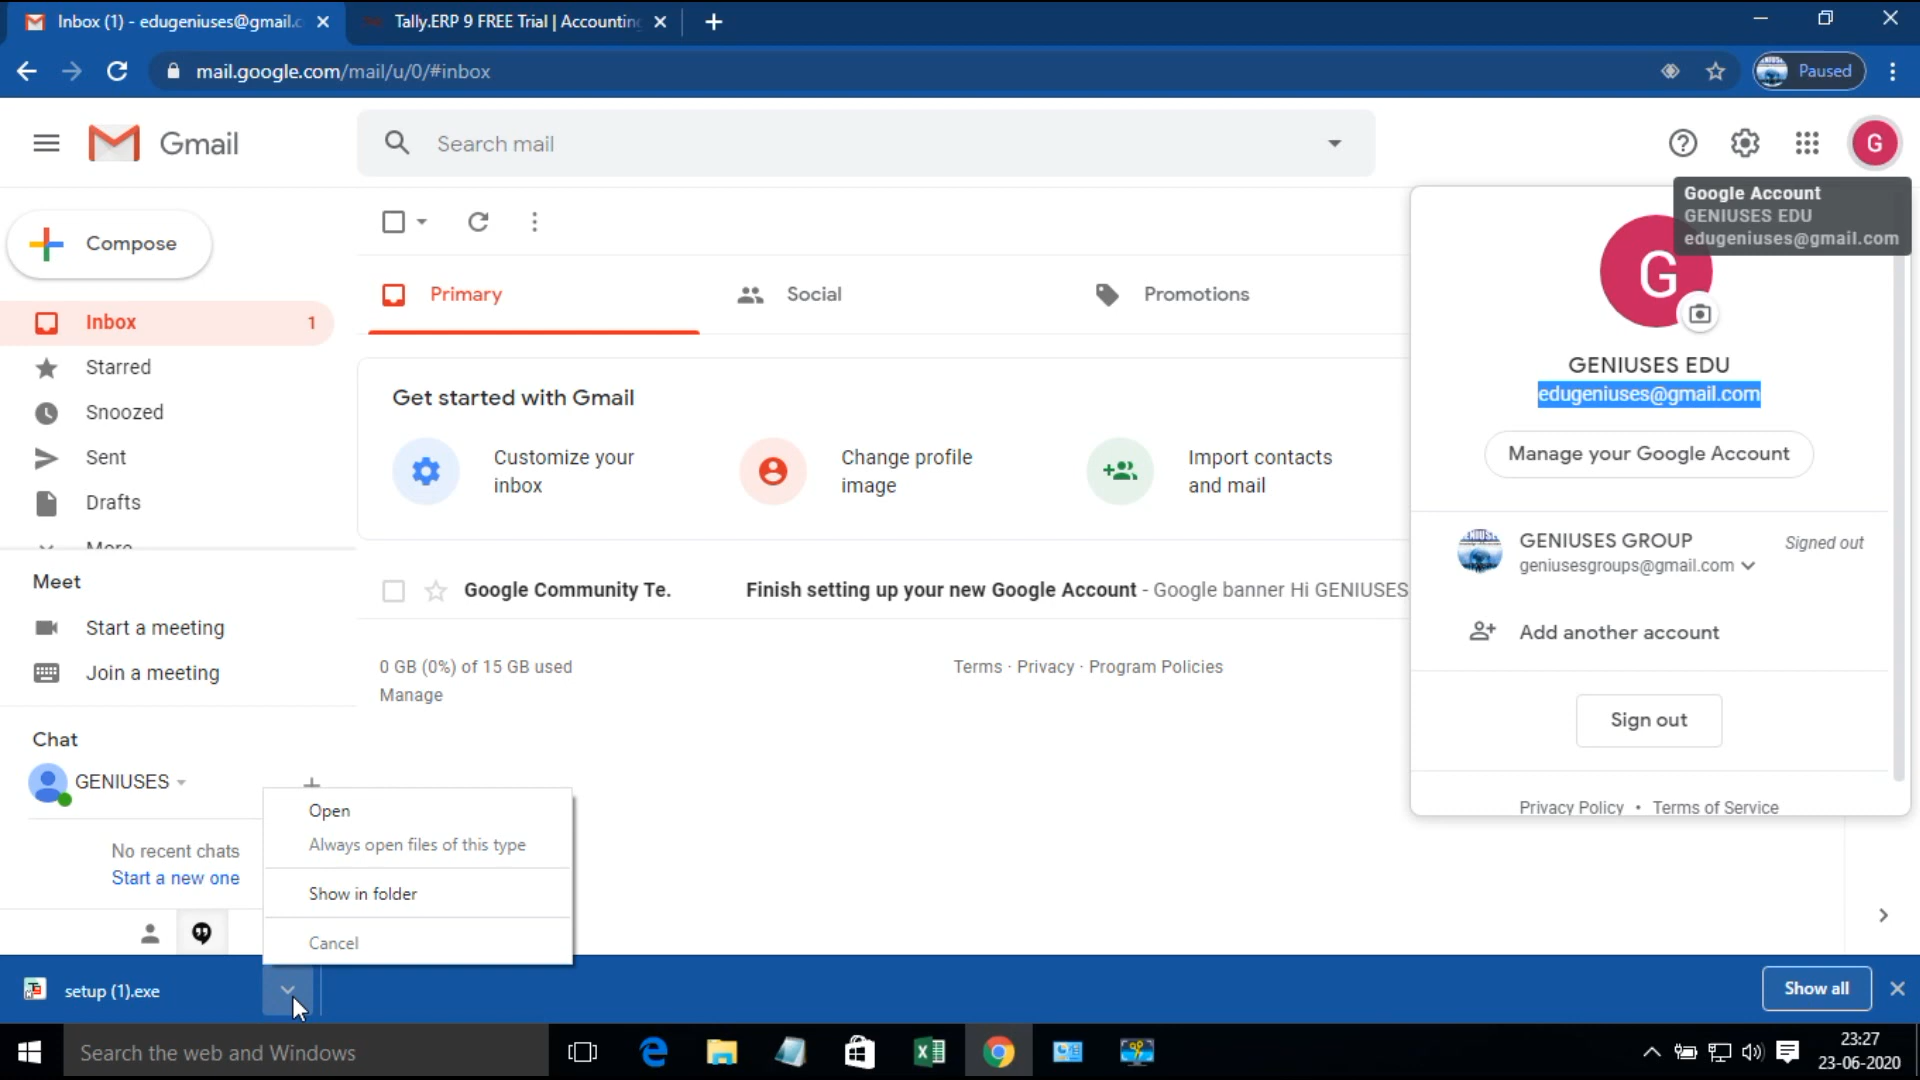 Inbox (1) - edugeniuses@gmail.c
Tally.ERP 9 FREE Trial | Accounting
mail.google.com/mail/u/0/#inbox
Paused
Gmail
Search mail
G
Google Account
GENIUSES EDU
edugeniuses@gmail.com
Compose
Inbox 1
Starred
Snoozed
Sent
Drafts
More
Primary
Social
Promotions
Get started with Gmail
Customize your
inbox
Change profile
image
Import contacts
and mail
Google Community Te.
Finish setting up your new Google Account - Google banner Hi GENIUSES
0 GB (0%) of 15 GB used
Manage
Terms · Privacy · Program Policies
G
GENIUSES EDU
edugeniuses@gmail.com
Manage your Google Account
GENIUSES GROUP
Signed out
geniusesgroups@gmail.com
Add another account
Sign out
Privacy Policy • Terms of Service
Meet
Start a meeting
Join a meeting
Chat
GENIUSES
No recent chats
Start a new one
Open
Always open files of this type
Show in folder
Cancel
setup (1).exe
Show all
Search the web and Windows
23:27
23-06-2020